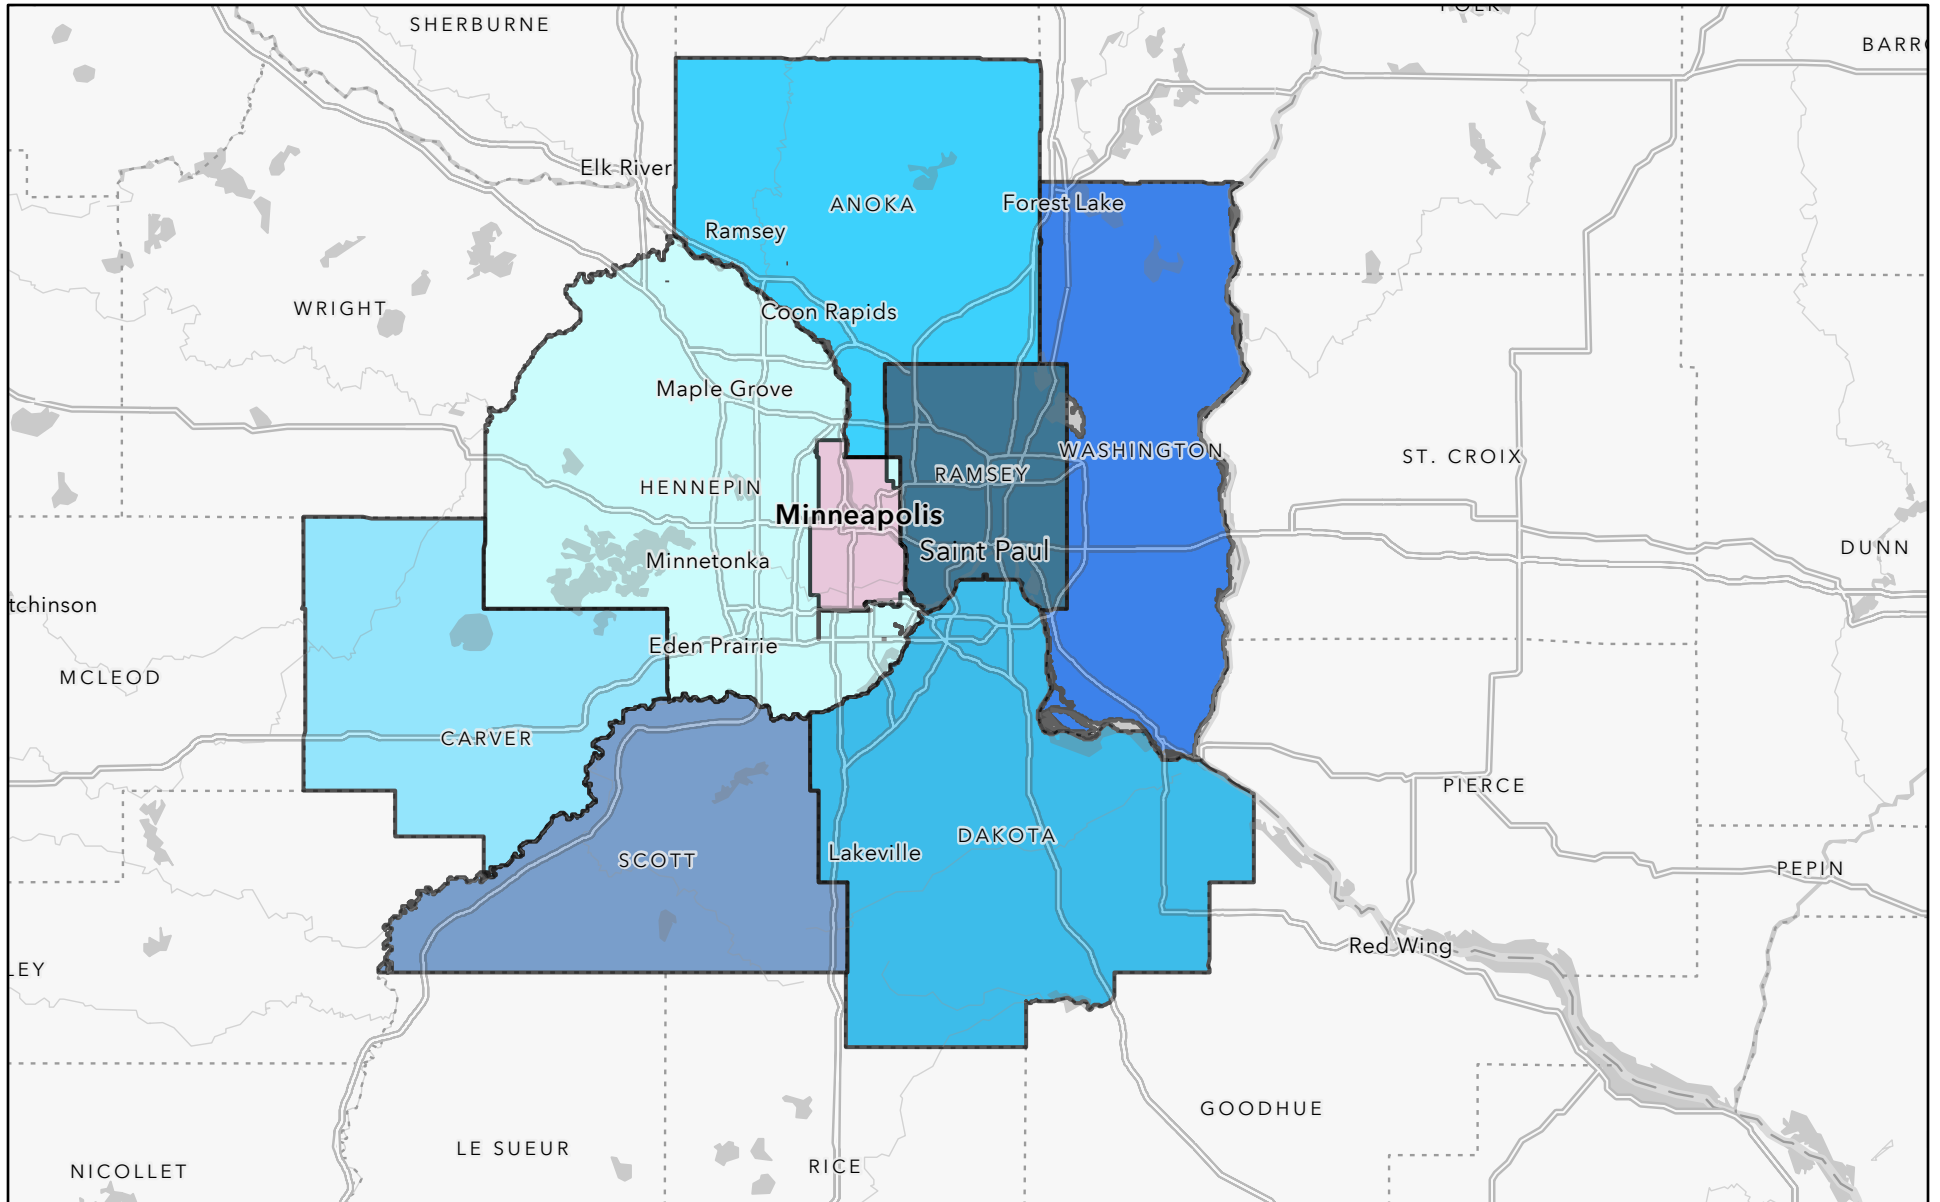 POLK
SHERBURNE
BARR
Elk River
ANOKA
Forest Lake
Ramsey
WRIGHT
Coon Rapids
Maple Grove
WASHINGTON
ST. CROIX
RAMSEY
HENNEPIN
Minneapolis
Saint Paul
DUNN
Minnetonka
tchinson
Eden Prairie
MCLEOD
CARVER
PIERCE
DAKOTA
Lakeville
SCOTT
PEPIN
Red Wing
LEY
GOODHUE
LE SUEUR
RICE
NICOLLET